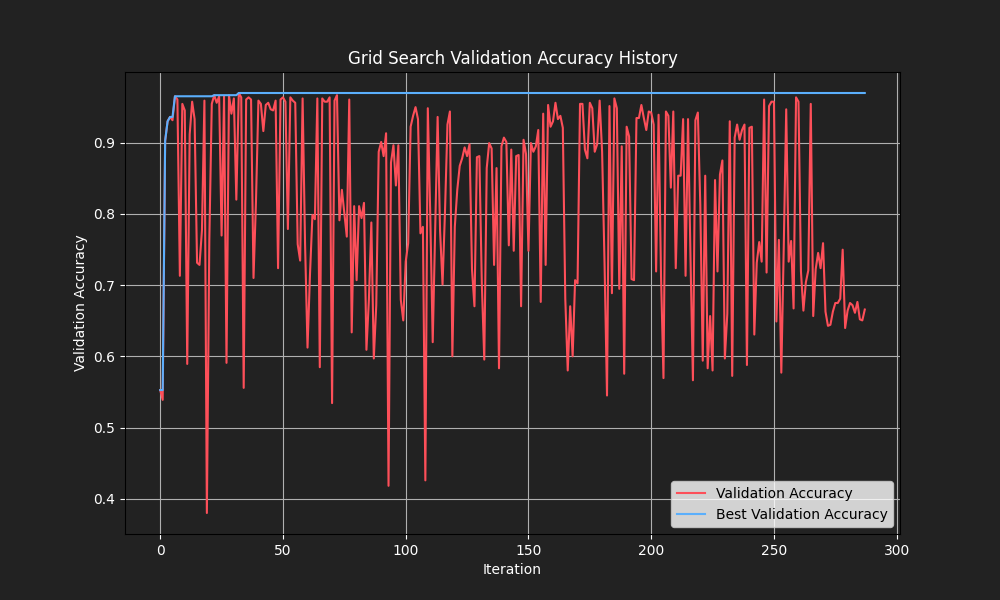 Grid Search Validation Accuracy History
Validation Accuracy
0.9
0.8
0.7
0.6
0.5
0.4
0
50
100
150
200
250
300
Iteration
Validation Accuracy
Best Validation Accuracy